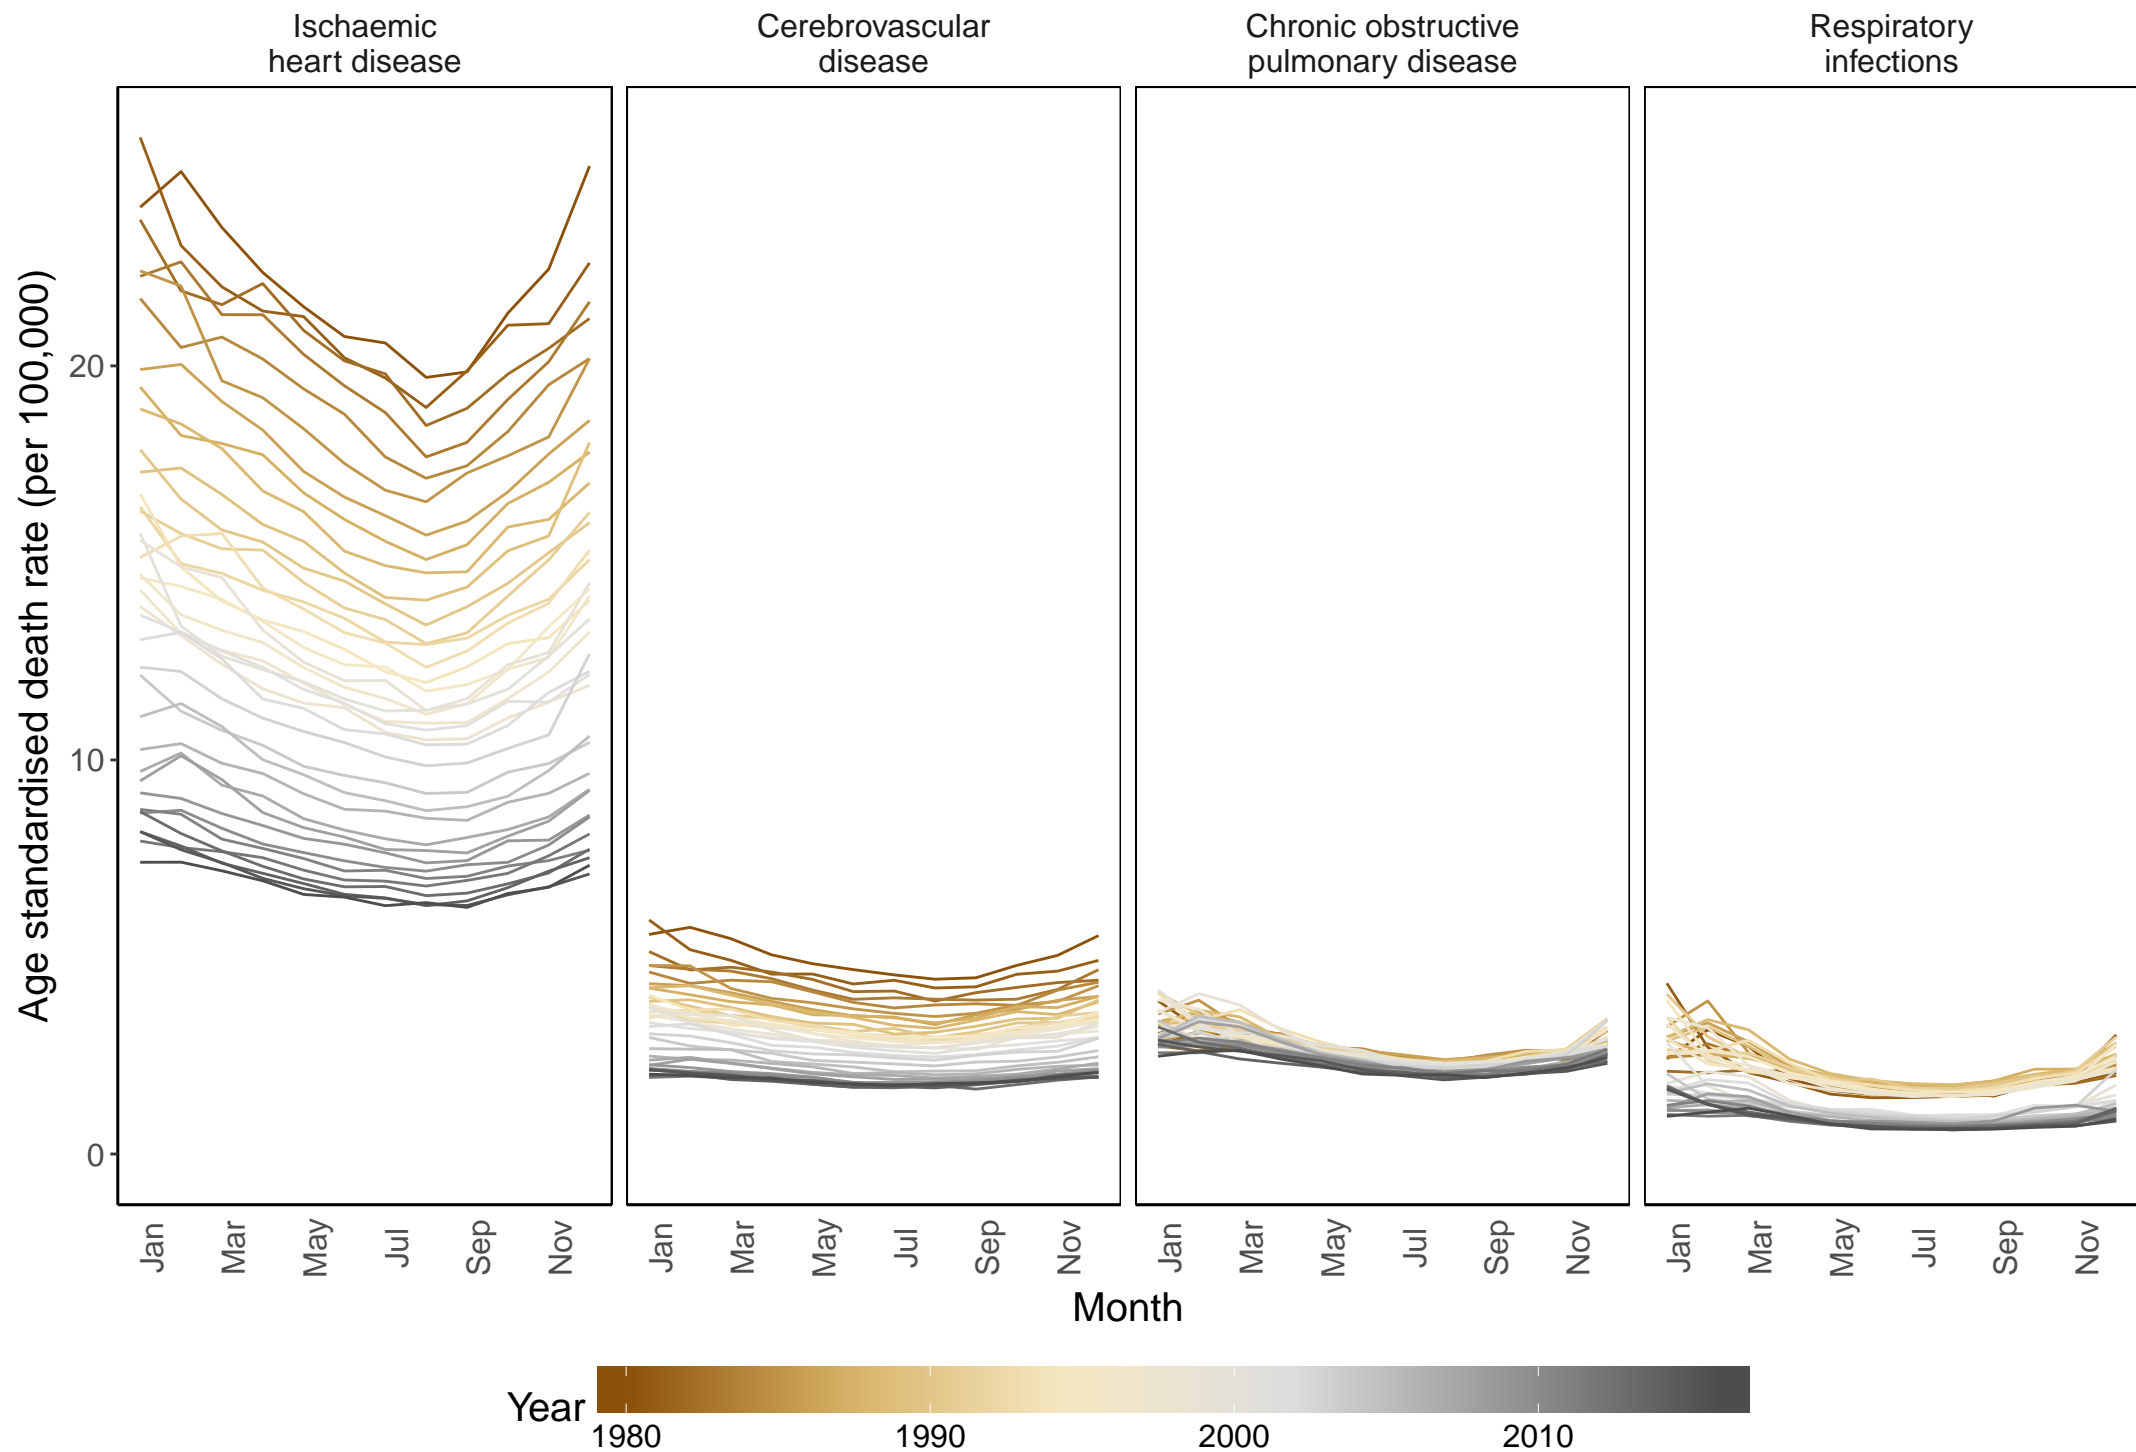 Ischaemic
heart disease
Cerebrovascular
disease
Chronic obstructive
pulmonary disease
Respiratory
infections
Age standardised death rate (per 100,000)
20
10
0
Jan Mar May Jul Sep Nov
Jan Mar May Jul Sep Nov
Jan Mar May Jul Sep Nov
Jan Mar May Jul Sep Nov
Month
Year
1980 1990 2000 2010